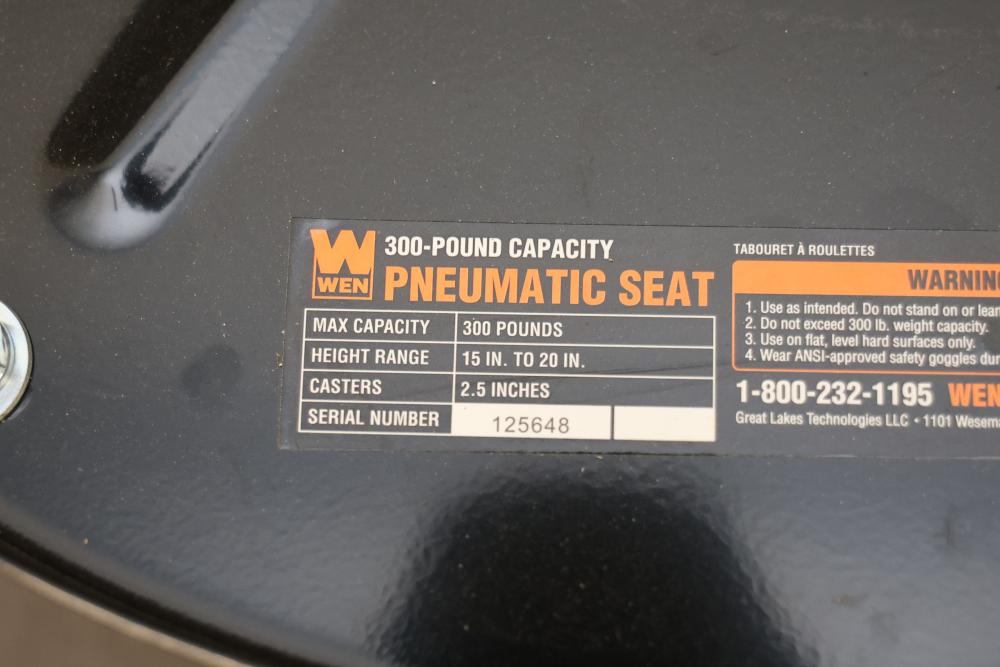 WEN
300-POUND CAPACITY
PNEUMATIC SEAT
MAX CAPACITY 300 POUNDS
HEIGHT RANGE 15 IN. TO 20 IN.
CASTERS 2.5 INCHES
SERIAL NUMBER 125648
TABOURET À ROULETTES
WARNING
1. Use as intended. Do not stand on or lean
2. Do not exceed 300 lb. weight capacity.
3. Use on flat, level hard surfaces only.
4. Wear ANSI-approved safety goggles
1-800-232-1195 WEN
Great Lakes Technologies LLC • 1101